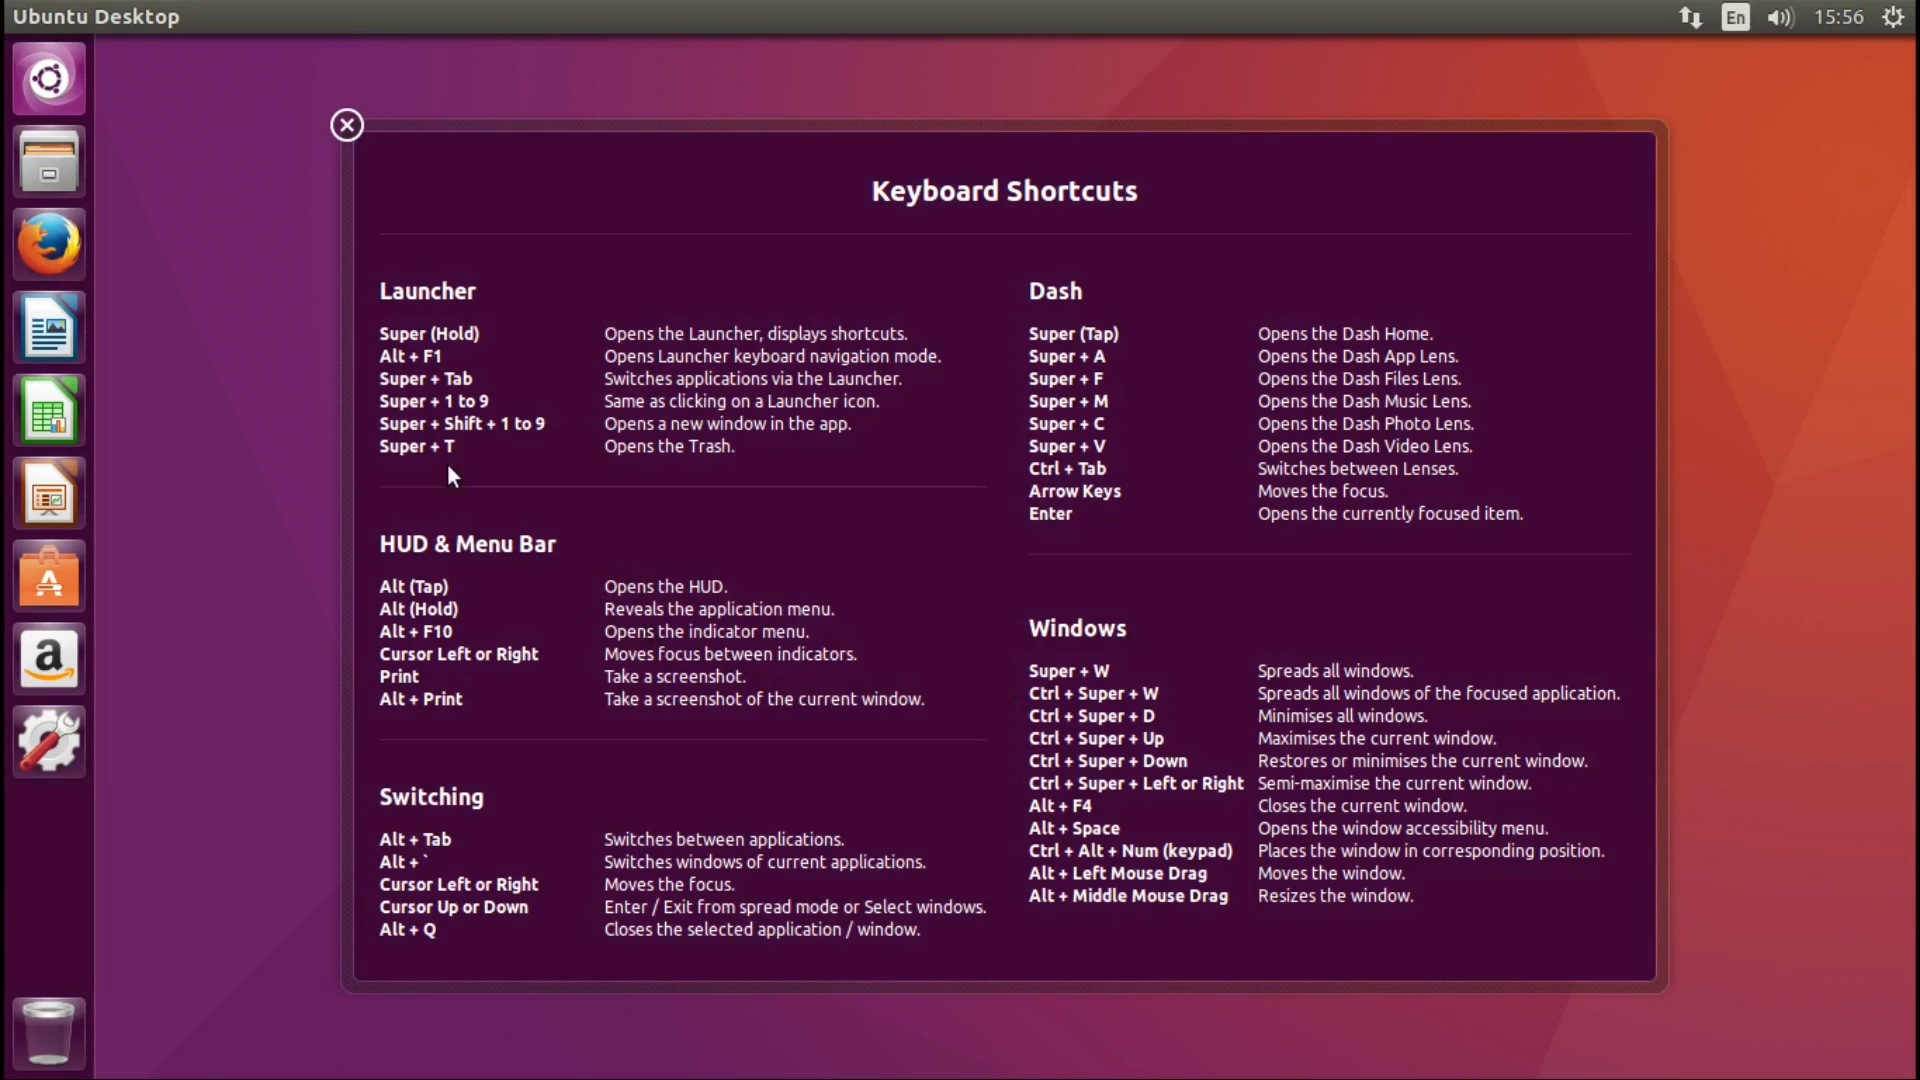 Ubuntu Desktop
En
15:56
Keyboard Shortcuts
Launcher
Super (Hold) Opens the Launcher, displays shortcuts.
Alt + F1 Opens Launcher keyboard navigation mode.
Super + Tab Switches applications via the Launcher.
Super + 1 to 9 Same as clicking on a Launcher icon.
Super + Shift + 1 to 9 Opens a new window in the app.
Super + T Opens the Trash.
HUD & Menu Bar
Alt (Tap) Opens the HUD.
Alt (Hold) Reveals the application menu.
Alt + F10 Opens the indicator menu.
Cursor Left or Right Moves focus between indicators.
Print Take a screenshot.
Alt + Print Take a screenshot of the current window.
Switching
Alt + Tab Switches between applications.
Alt + ` Switches windows of current applications.
Cursor Left or Right Moves the focus.
Cursor Up or Down Enter / Exit from spread mode or Select windows.
Alt + Q Closes the selected application / window.
Dash
Super (Tap) Opens the Dash Home.
Super + A Opens the Dash App Lens.
Super + F Opens the Dash Files Lens.
Super + M Opens the Dash Music Lens.
Super + C Opens the Dash Photo Lens.
Super + V Opens the Dash Video Lens.
Ctrl + Tab Switches between Lenses.
Arrow Keys Moves the focus.
Enter Opens the currently focused item.
Windows
Super + W Spreads all windows.
Ctrl + Super + W Spreads all windows of the focused application.
Ctrl + Super + D Minimises all windows.
Ctrl + Super + Up Maximises the current window.
Ctrl + Super + Down Restores or minimises the current window.
Ctrl + Super + Left or Right Semi-maximise the current window.
Alt + F4 Closes the current window.
Alt + Space Opens the window accessibility menu.
Ctrl + Alt + Num (keypad) Places the window in corresponding position.
Alt + Left Mouse Drag Moves the window.
Alt + Middle Mouse Drag Resizes the window.